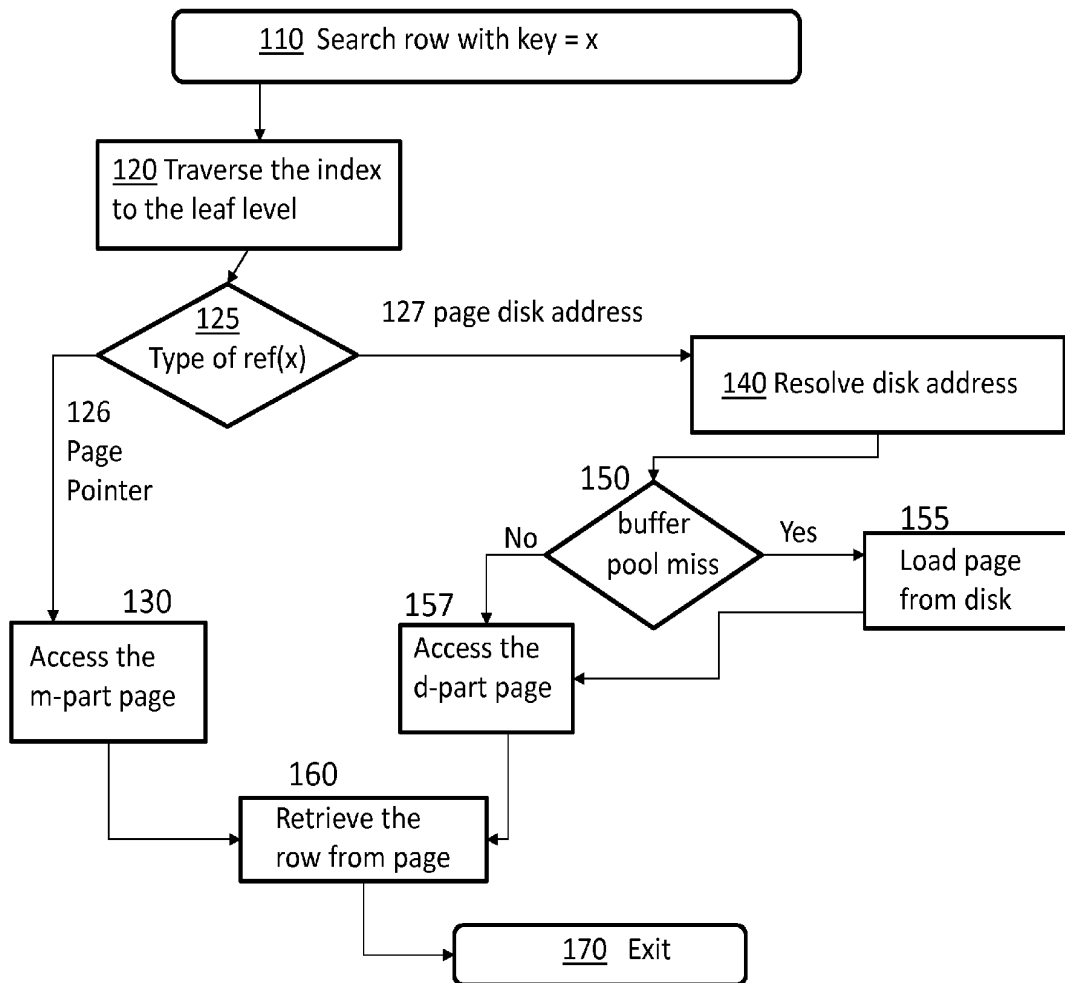 110 Search row with key = x
120 Traverse the index
to the leaf level
125
Type of ref(x)
127 page disk address
126
Page
Pointer
140 Resolve disk address
150
buffer
pool miss
No
Yes
155
Load page
from disk
130
Access the
m-part page
157
Access the
d-part page
160
Retrieve the
row from page
170 Exit